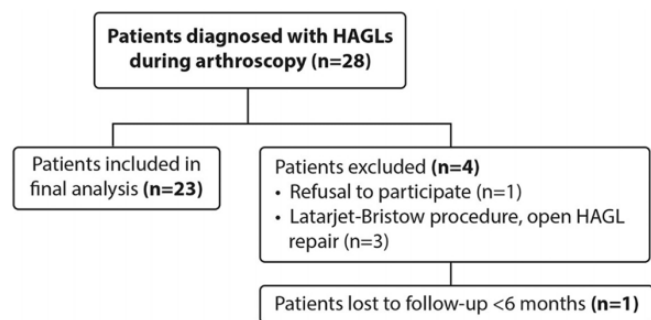 Patients diagnosed with HAGLs
during arthroscopy (n=28)
Patients included in
final analysis (n=23)
Patients excluded (n=4)
• Refusal to participate (n=1)
• Latarjet-Bristow procedure, open HAGL
repair (n=3)
Patients lost to follow-up <6 months (n=1)